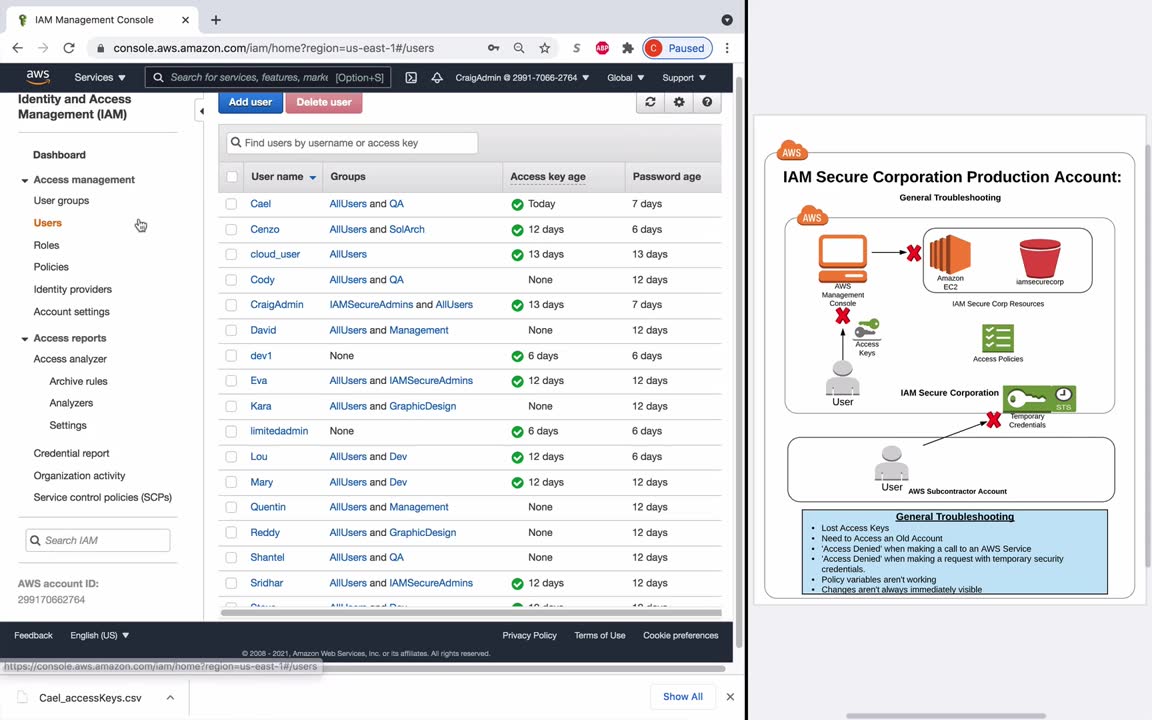 IAM Management Console
console.aws.amazon.com/iam/home?region=us-east-1#/users
S
ABP
C Paused
aws
Services
Search for services, features, marke [Option+S]
CraigAdmin @ 2991-7066-2764
Global
Support
Identity and Access
Management (IAM)
Dashboard
Access management
User groups
Users
Roles
Policies
Identity providers
Account settings
Access reports
Access analyzer
Archive rules
Analyzers
Settings
Credential report
Organization activity
Service control policies (SCPs)
Search IAM
AWS account ID:
299170662764
Add user Delete user
Find users by username or access key
User name Groups Access key age Password age
Cael AllUsers and QA Today 7 days
Cenzo AllUsers and SolArch 12 days 6 days
cloud_user AllUsers 13 days 13 days
Cody AllUsers and QA None 12 days
CraigAdmin IAMSecureAdmins and AllUsers 13 days 7 days
David AllUsers and Management None 12 days
dev1 None 6 days 6 days
Eva AllUsers and IAMSecureAdmins 12 days 12 days
Kara AllUsers and GraphicDesign None 12 days
limitedadmin None 6 days 6 days
Lou AllUsers and Dev 12 days 6 days
Mary AllUsers and Dev 12 days 12 days
Quentin AllUsers and Management None 12 days
Reddy AllUsers and GraphicDesign None 12 days
Shantel AllUsers and QA None 12 days
Sridhar AllUsers and IAMSecureAdmins 12 days 12 days
Feedback
English (US)
Privacy Policy
Terms of Use
Cookie preferences
© 2008 - 2021, Amazon Web Services, Inc. or its affiliates. All rights reserved.
https://console.aws.amazon.com/iam/home?region=us-east-1#/users
Cael_accessKeys.csv
Show All
AWS
IAM Secure Corporation Production Account:
General Troubleshooting
AWS
AWS
Management
Console
Amazon
EC2
iamsecurecorp
IAM Secure Corp Resources
Access
Keys
Access Policies
User
IAM Secure Corporation
STS
Temporary
Credentials
User
AWS Subcontractor Account
General Troubleshooting
• Lost Access Keys
• Need to Access an Old Account
• 'Access Denied' when making a call to an AWS Service
• 'Access Denied' when making a request with temporary security
credentials.
• Policy variables aren't working
• Changes aren't always immediately visible